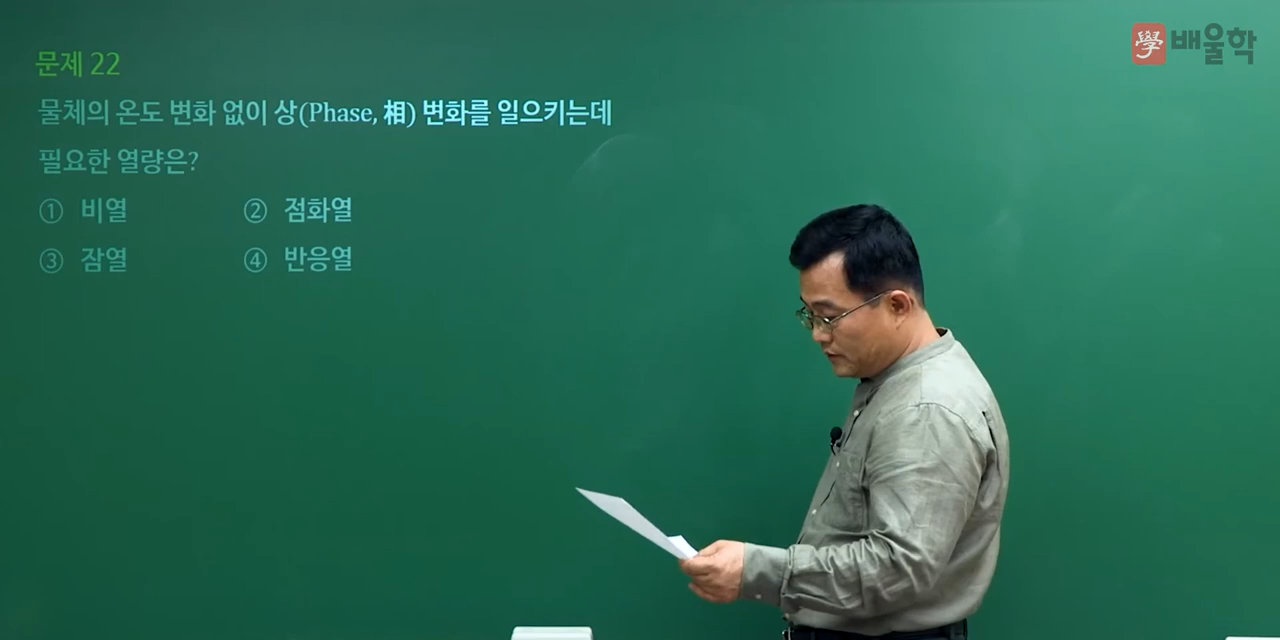 學 배울학
문제 22
물체의 온도 변화 없이 상(Phase, 相) 변화를 일으키는데
필요한 열량은?
① 비열 ② 점화열
③ 잠열 ④ 반응열